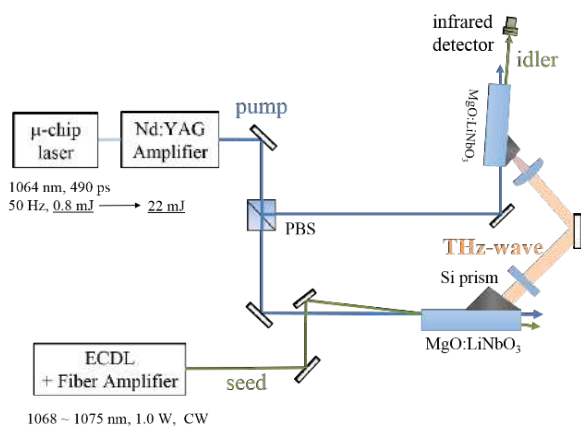 infrared
detector
idler
MgO:LiNbO₃
pump
μ-chip
laser
Nd:YAG
Amplifier
1064 nm, 490 ps
50 Hz, 0.8 mJ → 22 mJ
PBS
THz-wave
Si prism
MgO:LiNbO₃
ECDL
+ Fiber Amplifier
seed
1068 ~ 1075 nm, 1.0 W, CW